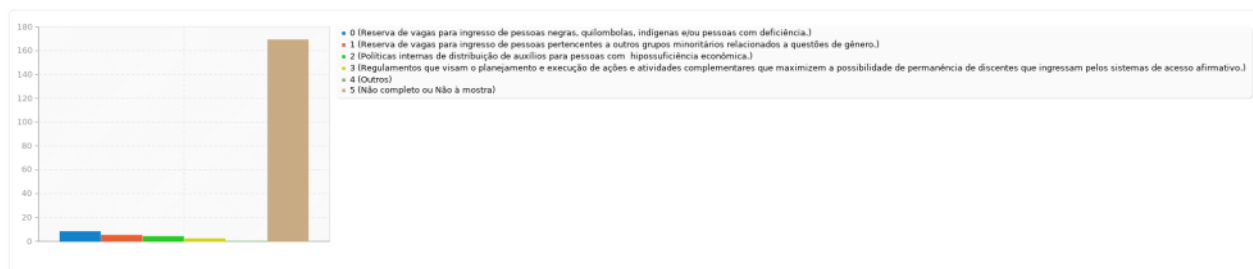 180
160
140
120
100
80
60
40
20
0
0 (Reserva de vagas para ingresso de pessoas negras, quilombolas, indígenas e/ou pessoas com deficiência.)
1 (Reserva de vagas para ingresso de pessoas pertencentes a outros grupos minoritários relacionados a questões de gênero.)
2 (Políticas internas de distribuição de auxílios para pessoas com hipossuficiência econômica.)
3 (Regulamentos que visam o planejamento e execução de ações e atividades complementares que maximizem a possibilidade de permanência de discentes que ingressam pelos sistemas de acesso afirmativo.)
4 (Outros)
5 (Não completo ou Não à mostra)